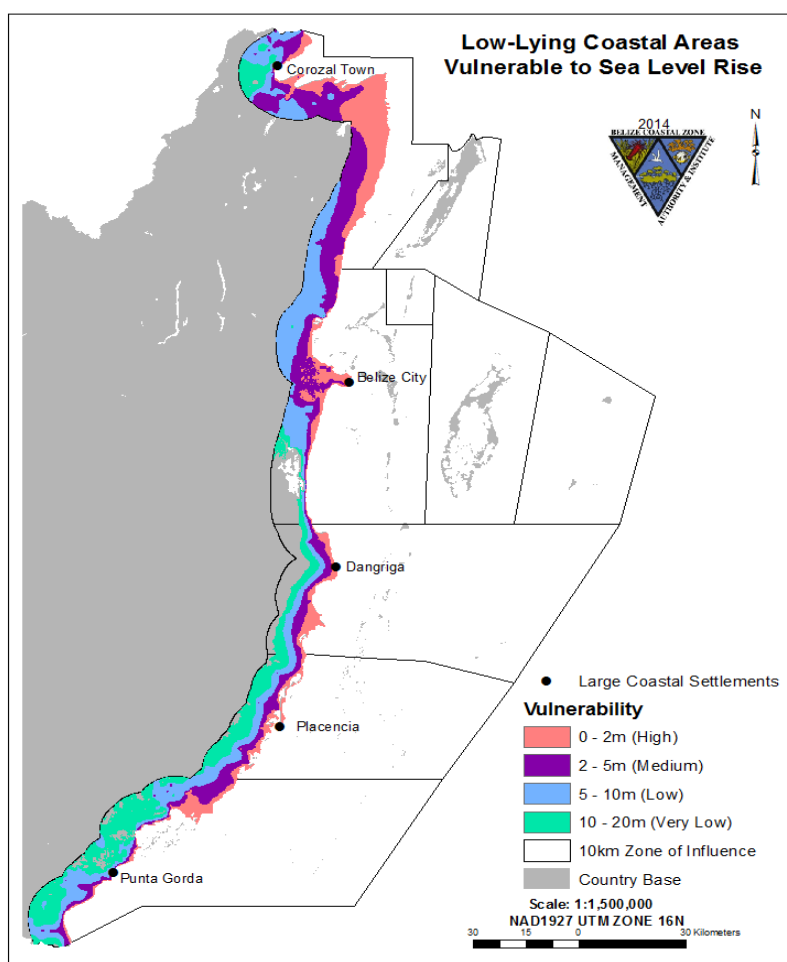 Low-Lying Coastal Areas
Vulnerable to Sea Level Rise
2014
BELIZE COASTAL ZONE
MANAGEMENT
AUTHORITY & INSTITUTE
N
Corozal Town
Belize City
Dangriga
Placencia
Punta Gorda
Large Coastal Settlements
Vulnerability
0 - 2m (High)
2 - 5m (Medium)
5 - 10m (Low)
10 - 20m (Very Low)
10km Zone of Influence
Country Base
Scale: 1:1,500,000
NAD1927 UTM ZONE 16N
30 15 0 30 Kilometers